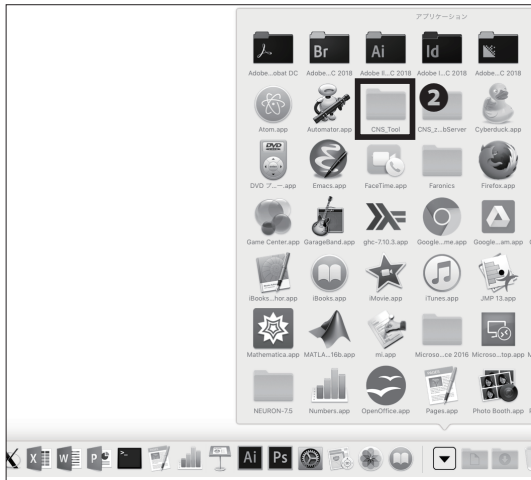 アプリケーション
Br Ai Id
Adobe...obat DC Adobe...C 2018 Adobe Il...C 2018 Adobe I...C 2018 Adobe...C 2018
2
Atom.app Automator.app CNS_Tool CNS_z...bServer Cyberduck.app
DVD
DVD プ...ー.app Emacs.app FaceTime.app Faronics Firefox.app
Game Center.app GarageBand.app ghc-7.10.3.app Google...me.app Google...am.app
iBooks...hor.app iBooks.app iMovie.app iTunes.app JMP 13.app
Mathematica.app MATLA...16b.app mi.app Microso...ce 2016 Microso...top.app
PAGES
NEURON-7.5 Numbers.app OpenOffice.app Pages.app Photo Booth.app
X W P >_ Ai Ps